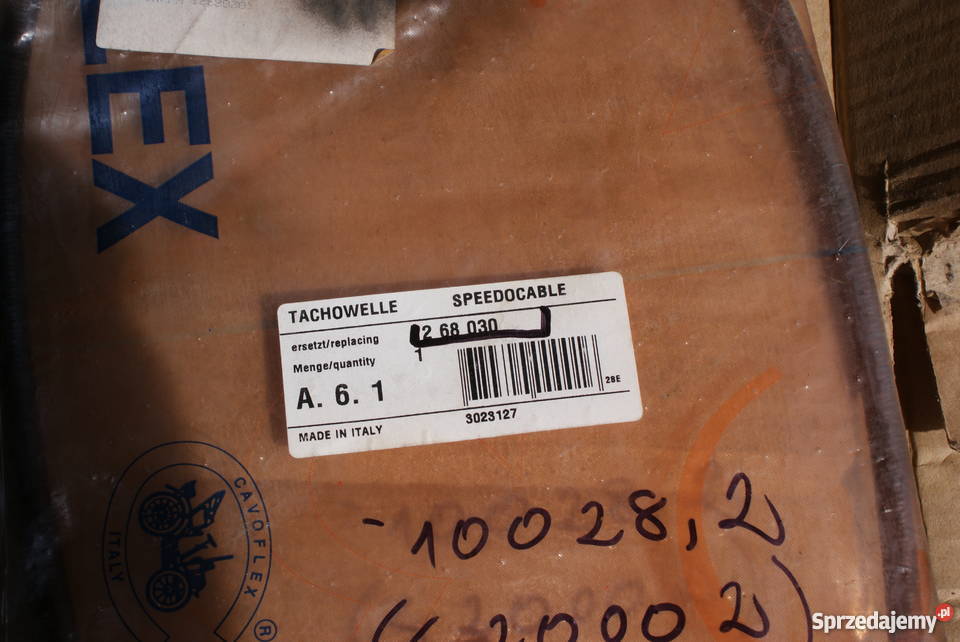 LEX
TACHOWELLE SPEEDOCABLE
ersetzt/replacing 12 68 030
Menge/quantity 1
A. 6. 1
28E
MADE IN ITALY 3023127
CAVOFLEX ®
ITALY
-10028,2
Sprzedajemy.pl